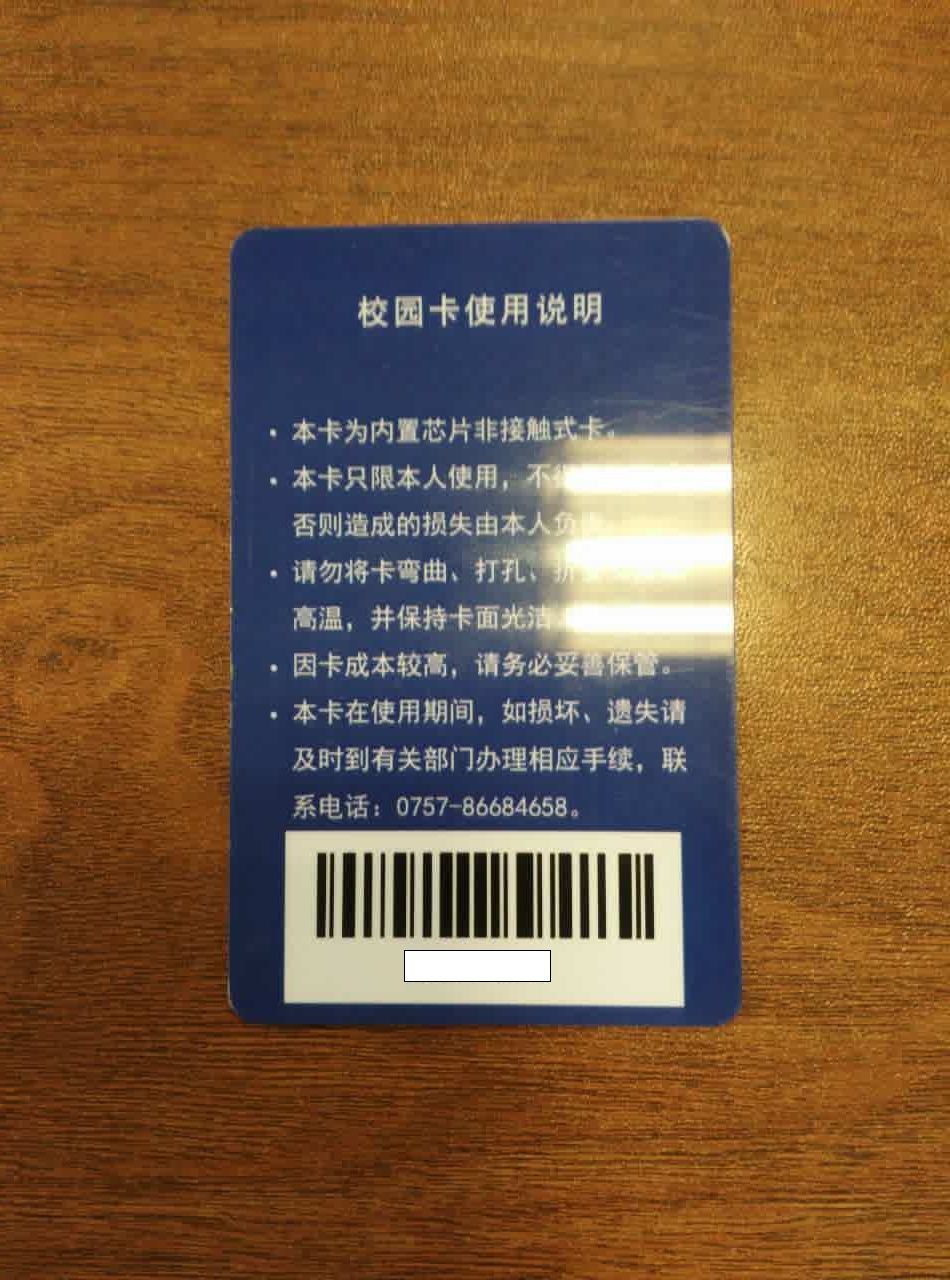 校园卡使用说明
·本卡为内置芯片非接触式卡。
·本卡只限本人使用，不得
否则造成的损失由本人负
·请勿将卡弯曲、打孔、折
高温，并保持卡面光洁
·因卡成本较高，请务必妥善保管。
·本卡在使用期间，如损坏、遗失请
及时到有关部门办理相应手续，联
系电话：0757-86684658。